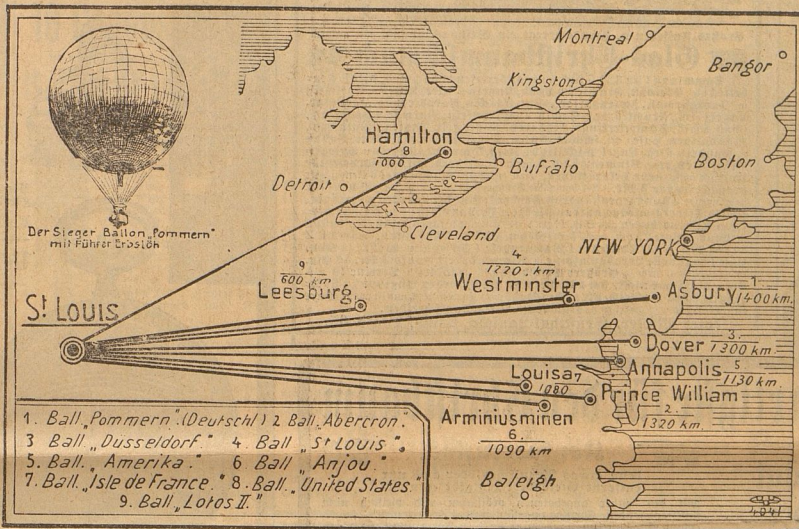 Montreal
Bangor
Kingston
Hamilton
8
1000
Buffalo
Boston
Detroit
Erie See
Cleveland
Der Sieger Ballon „Pommern"
mit Führer Erbslöh
NEW YORK
9
600 km
Leesburg
4
1220 km
Westminster
1
Asbury 1400 km.
St Louis
3.
Dover 1300 km.
Annapolis 5
1130 km.
Louisa 7
1080
Prince William
2.
1320 km.
Arminiusminen
6.
1090 km
Baleigh
1. Ball „Pommern". (Deutschl) 2 Ball. Abercron."
3 Ball „Dusseldorf." 4. Ball „St Louis",
5. Ball. „Amerika." 6 Ball „Anjou."
7. Ball. „Isle de France." 8. Ball. „United States."
9. Ball „Lotos II."
4041